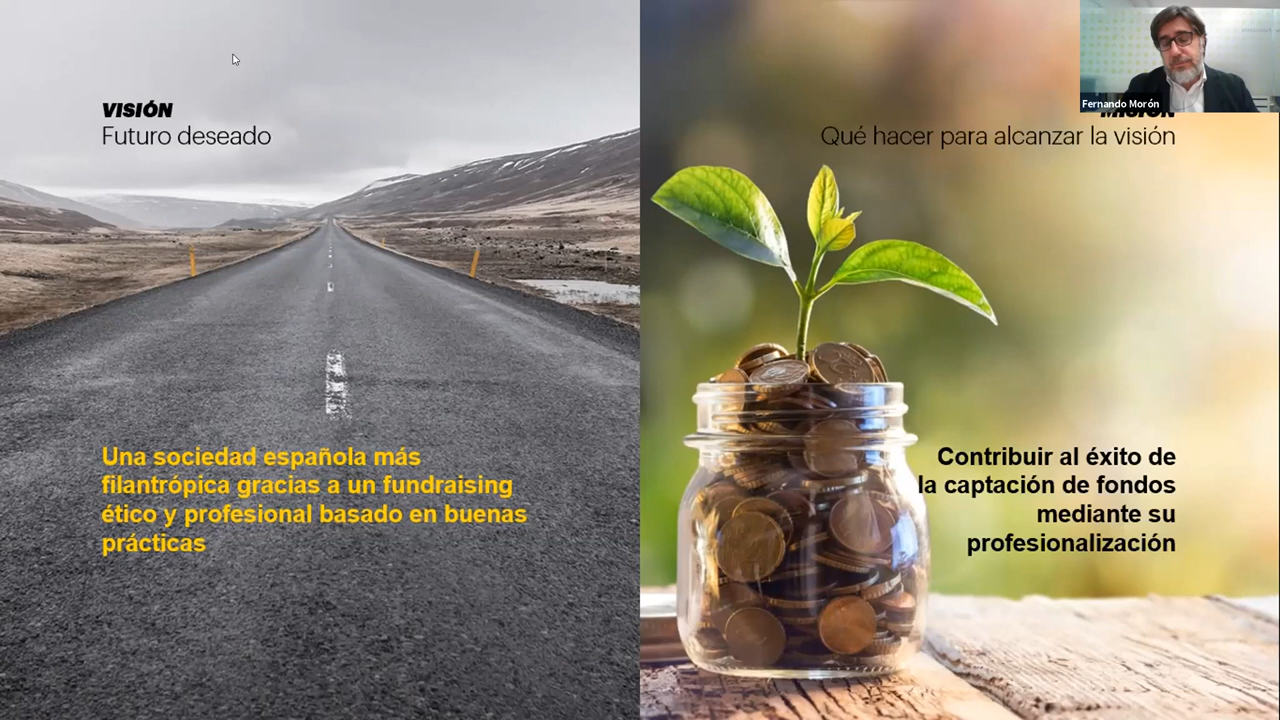 VISIÓN
Futuro deseado
Una sociedad española más
filantrópica gracias a un fundraising
ético y profesional basado en buenas
prácticas
Fernando Morón
MISIÓN
Qué hacer para alcanzar la visión
Contribuir al éxito de
la captación de fondos
mediante su
profesionalización